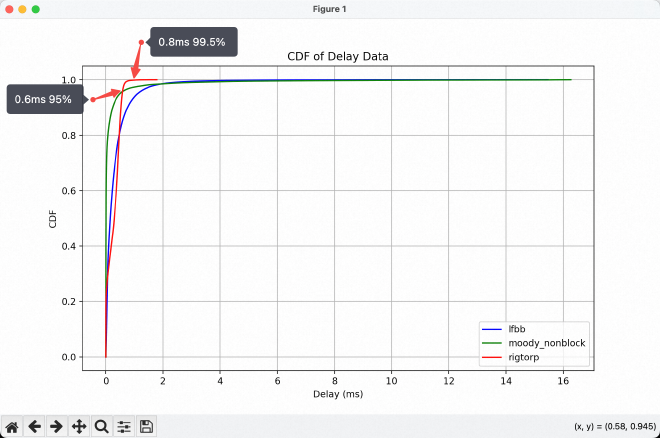 Figure 1
0.8ms 99.5%
CDF of Delay Data
0.6ms 95%
1.0
0.8
0.6
0.4
0.2
0.0
CDF
0 2 4 6 8 10 12 14 16
Delay (ms)
lfbb
moody_nonblock
rigtorp
(x, y) = (0.58, 0.945)